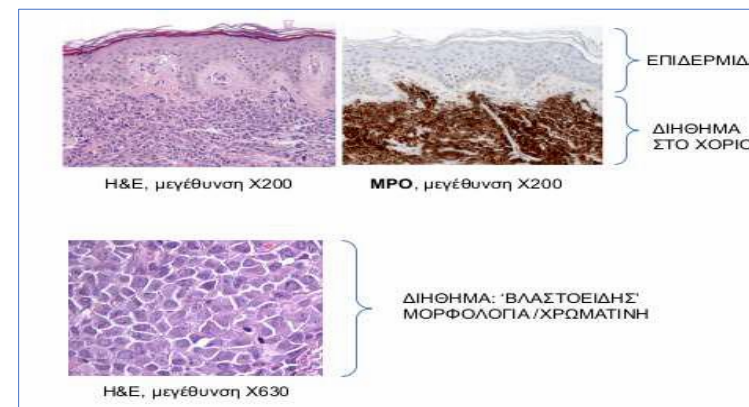 ΕΠΙΔΕΡΜΙΔ
ΔΙΗΘΗΜΑ
ΣΤΟ ΧΟΡΙΟ
H&E, μεγέθυνση X200
MPO, μεγέθυνση X200
ΔΙΗΘΗΜΑ: ‘ΒΛΑΣΤΟΕΙΔΗΣ’
ΜΟΡΦΟΛΟΓΙΑ/ΧΡΩΜΑΤΙΝΗ
H&E, μεγέθυνση X630